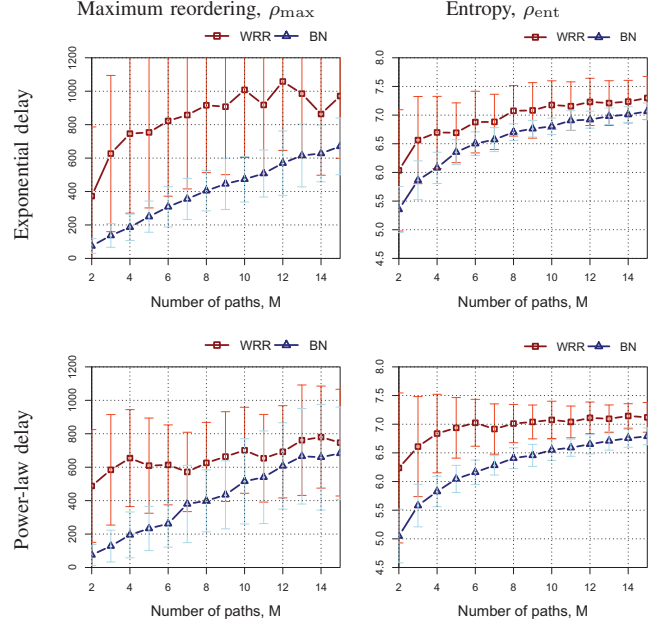 Maximum reordering, ρmax
Entropy, ρent
Exponential delay
WRR BN
1200
1000
800
600
400
200
0
2 4 6 8 10 12 14
Number of paths, M
WRR BN
8.0
7.5
7.0
6.5
6.0
5.5
5.0
4.5
2 4 6 8 10 12 14
Number of paths, M
Power-law delay
WRR BN
1200
1000
800
600
400
200
0
2 4 6 8 10 12 14
Number of paths, M
WRR BN
8.0
7.5
7.0
6.5
6.0
5.5
5.0
4.5
2 4 6 8 10 12 14
Number of paths, M